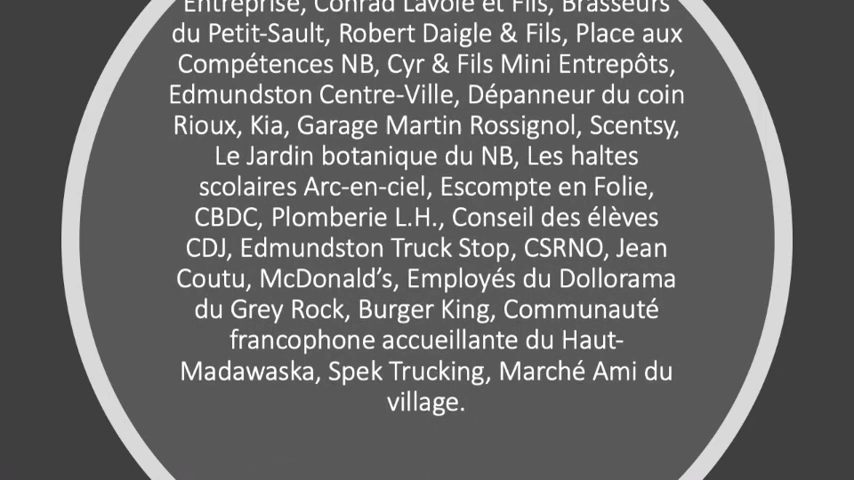 Entreprise, Conrad Lavoie et Fils, Brasseurs
du Petit-Sault, Robert Daigle & Fils, Place aux
Compétences NB, Cyr & Fils Mini Entrepôts,
Edmundston Centre-Ville, Dépanneur du coin
Rioux, Kia, Garage Martin Rossignol, Scentsy,
Le Jardin botanique du NB, Les haltes
scolaires Arc-en-ciel, Escompte en Folie,
CBDC, Plomberie L.H., Conseil des élèves
CDJ, Edmundston Truck Stop, CSRNO, Jean
Coutu, McDonald’s, Employés du Dollorama
du Grey Rock, Burger King, Communauté
francophone accueillante du Haut-
Madawaska, Spek Trucking, Marché Ami du
village.